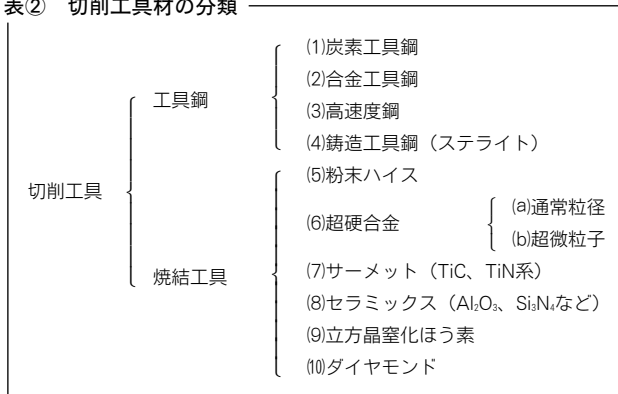 表② 切削工具材の分類
切削工具
工具鋼
⑴炭素工具鋼
⑵合金工具鋼
⑶高速度鋼
⑷鋳造工具鋼(ステライト)
焼結工具
⑸粉末ハイス
⑹超硬合金
⒜通常粒径
⒝超微粒子
⑺サーメット(TiC、TiN系)
⑻セラミックス(Al₂O₃、Si₃N₄など)
⑼立方晶窒化ほう素
⑽ダイヤモンド